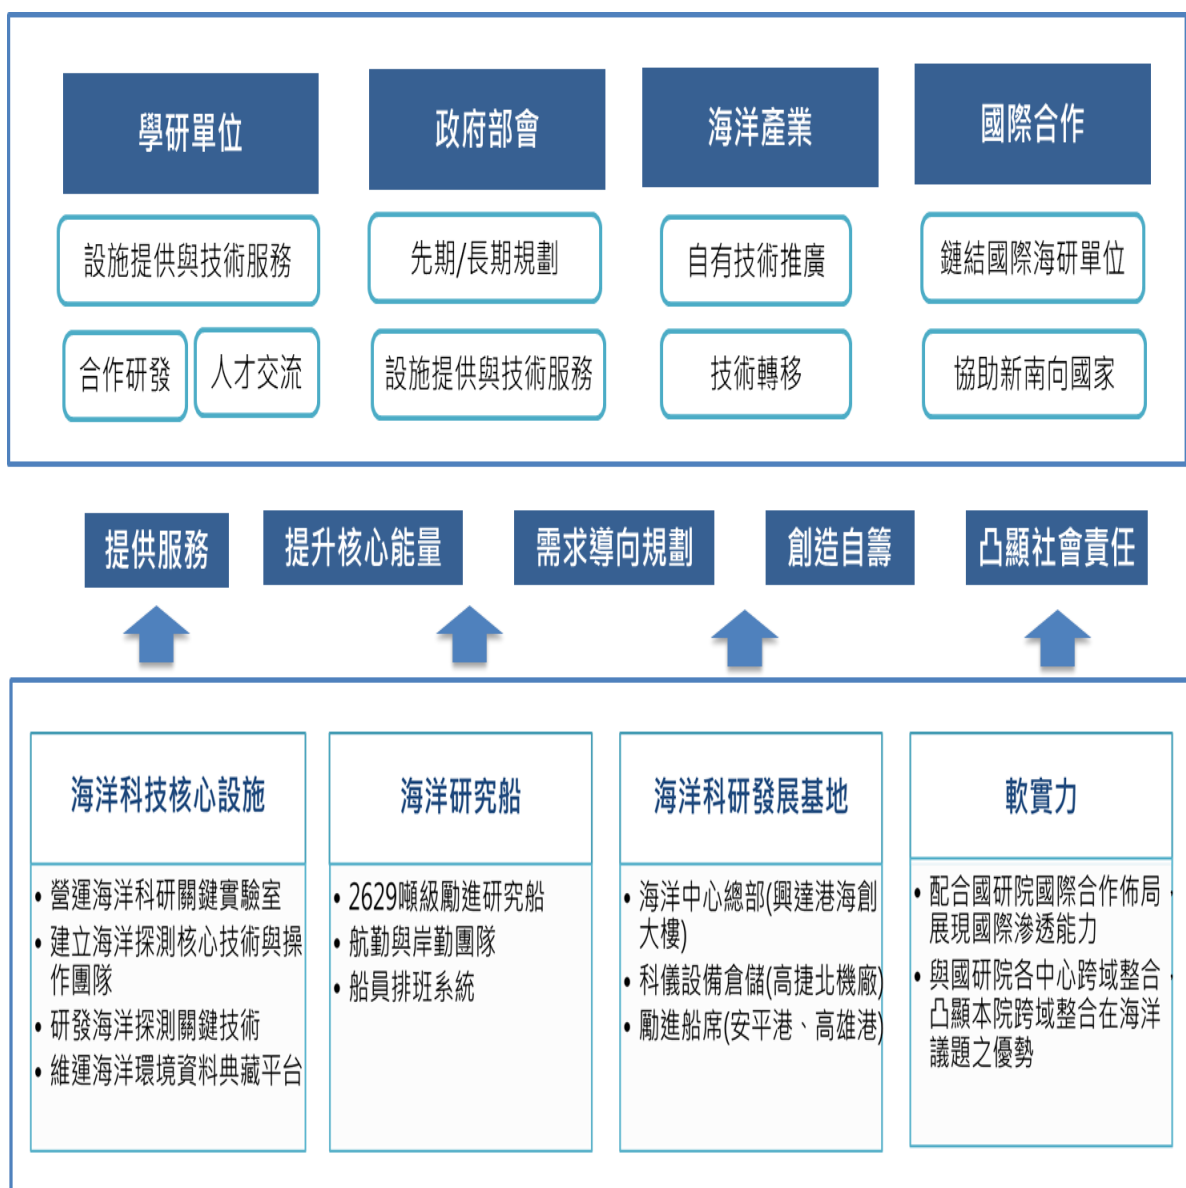 學研單位
政府部會
海洋產業
國際合作
設施提供與技術服務
先期/長期規劃
自有技術推廣
鏈結國際海研單位
合作研發
人才交流
設施提供與技術服務
技術轉移
協助新南向國家
提供服務
提升核心能量
需求導向規劃
創造自籌
凸顯社會責任
海洋科技核心設施
• 營運海洋科研關鍵實驗室
• 建立海洋探測核心技術與操
作團隊
• 研發海洋探測關鍵技術
• 維運海洋環境資料典藏平台
海洋研究船
• 2629噸級勵進研究船
• 航勤與岸勤團隊
• 船員排班系統
海洋科研發展基地
• 海洋中心總部(興達港海創
大樓)
• 科儀設備倉儲(高捷北機廠)
• 勵進船席(安平港、高雄港)
軟實力
• 配合國研院國際合作佈局，
展現國際滲透能力
• 與國研院各中心跨域整合，
凸顯本院跨域整合在海洋
議題之優勢